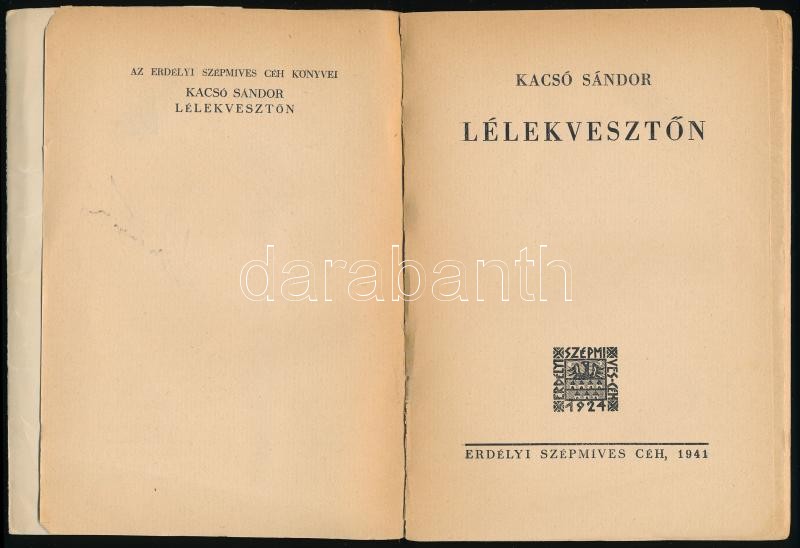 AZ ERDÉLYI SZÉPMIVES CÉH KÖNYVEI
KACSÓ SÁNDOR
LÉLEKVESZTŐN
KACSÓ SÁNDOR
LÉLEKVESZTŐN
darabanth
ERDÉLYI SZÉPMI
VES-CÉH
1924
ERDÉLYI SZÉPMIVES CÉH, 1941